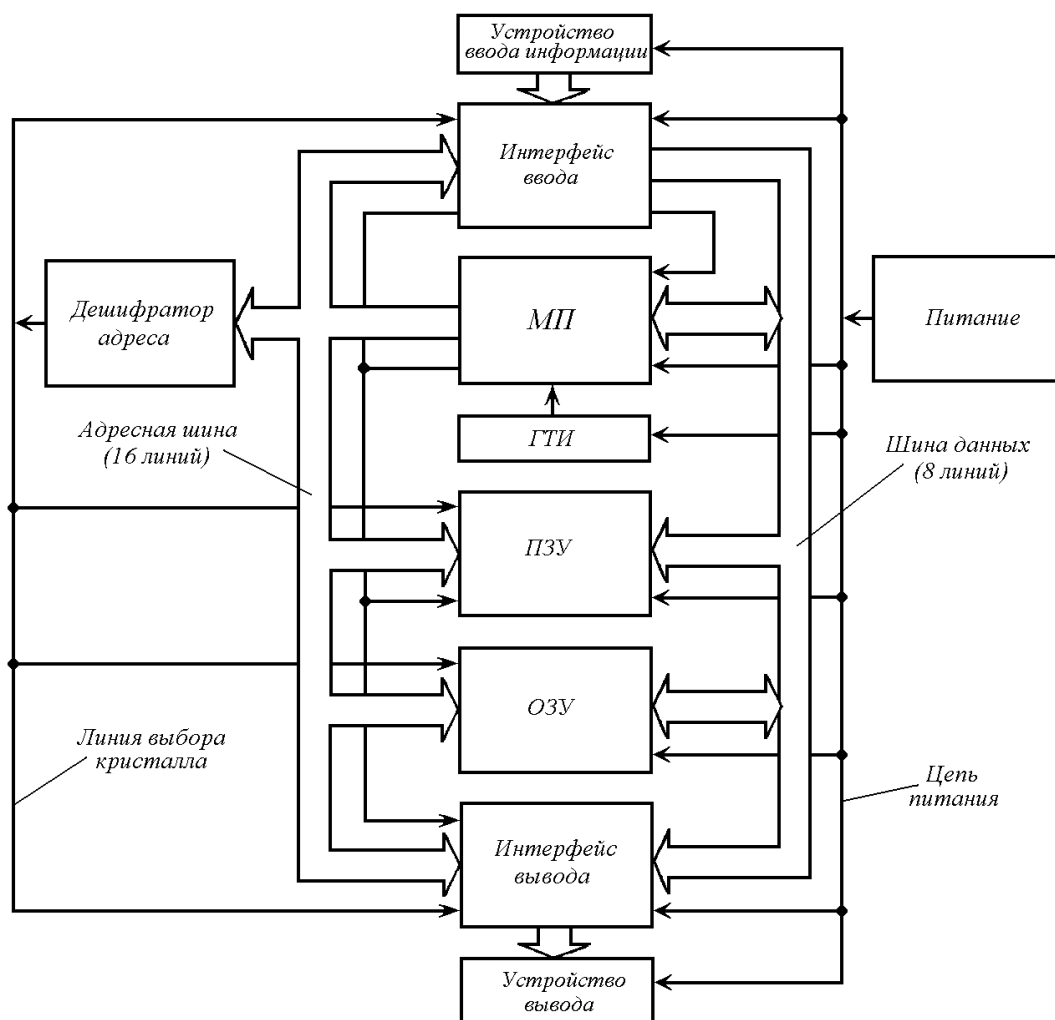 Устройство
ввода информации
Интерфейс
ввода
Дешифратор
адреса
МП
Питание
Адресная шина
(16 линий)
ГТИ
Шина данных
(8 линий)
ПЗУ
ОЗУ
Линия выбора
кристалла
Цепь
питания
Интерфейс
вывода
Устройство
вывода